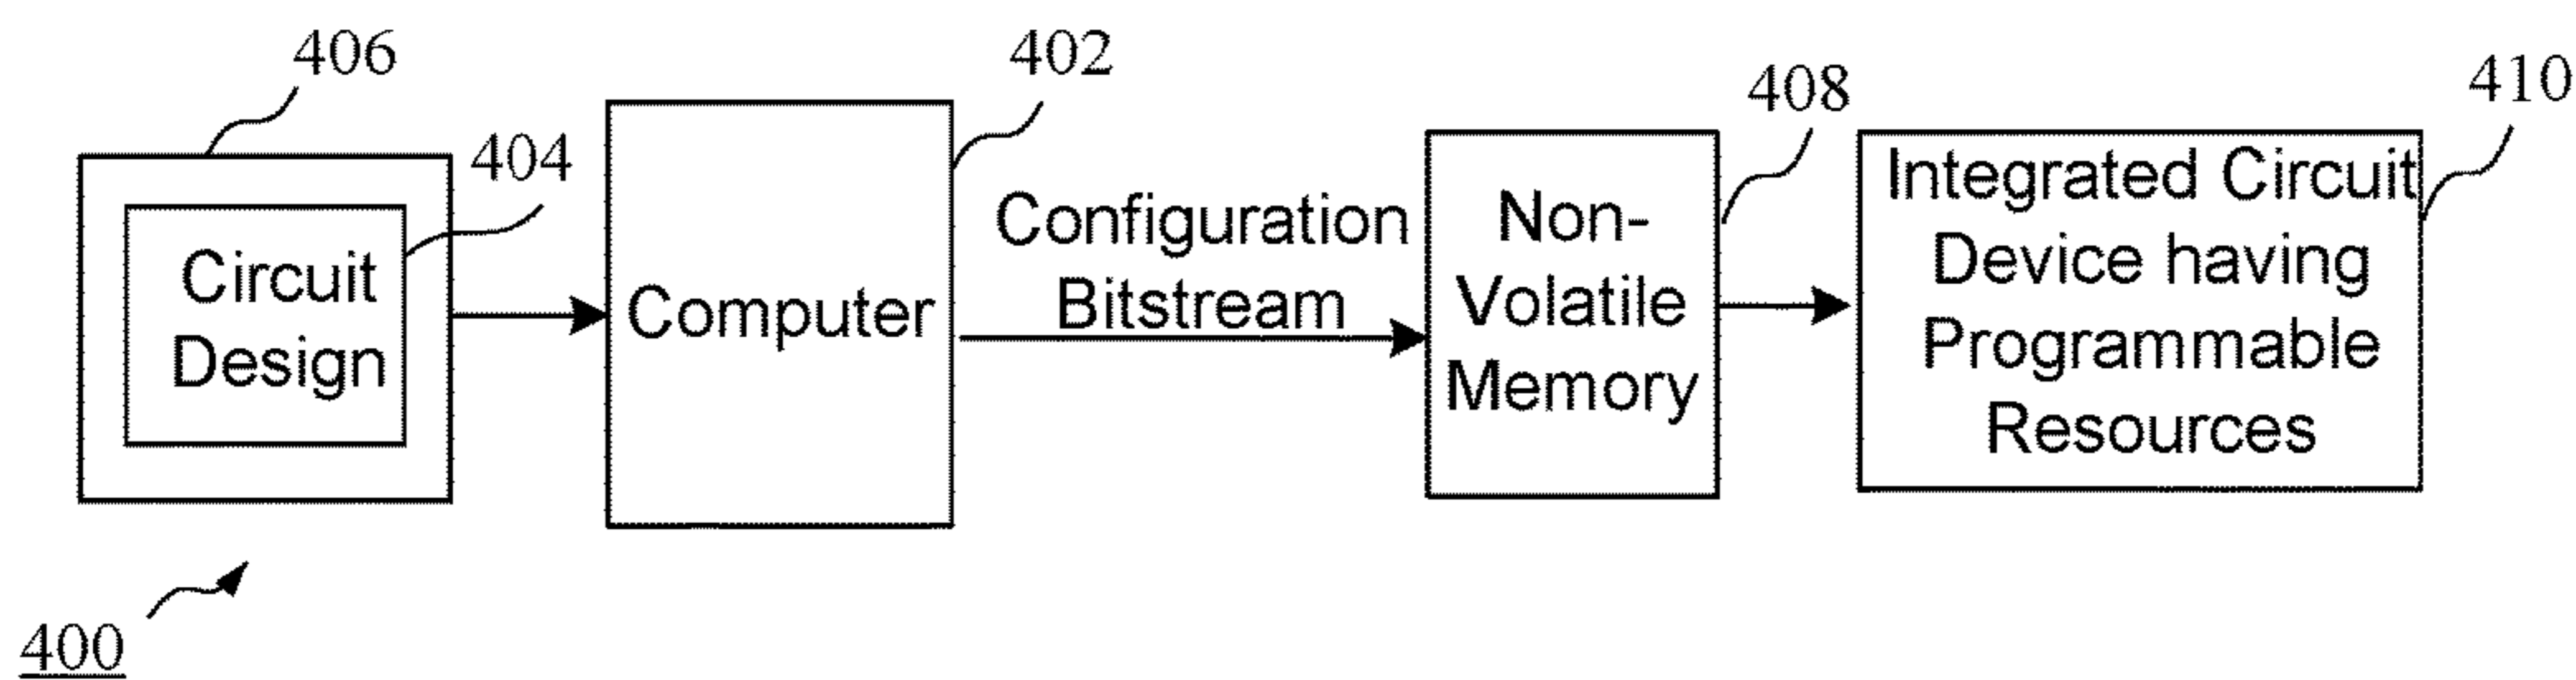 406
404
Circuit
Design
402
Computer
Configuration
Bitstream
408
Non-
Volatile
Memory
410
Integrated Circuit
Device having
Programmable
Resources
400